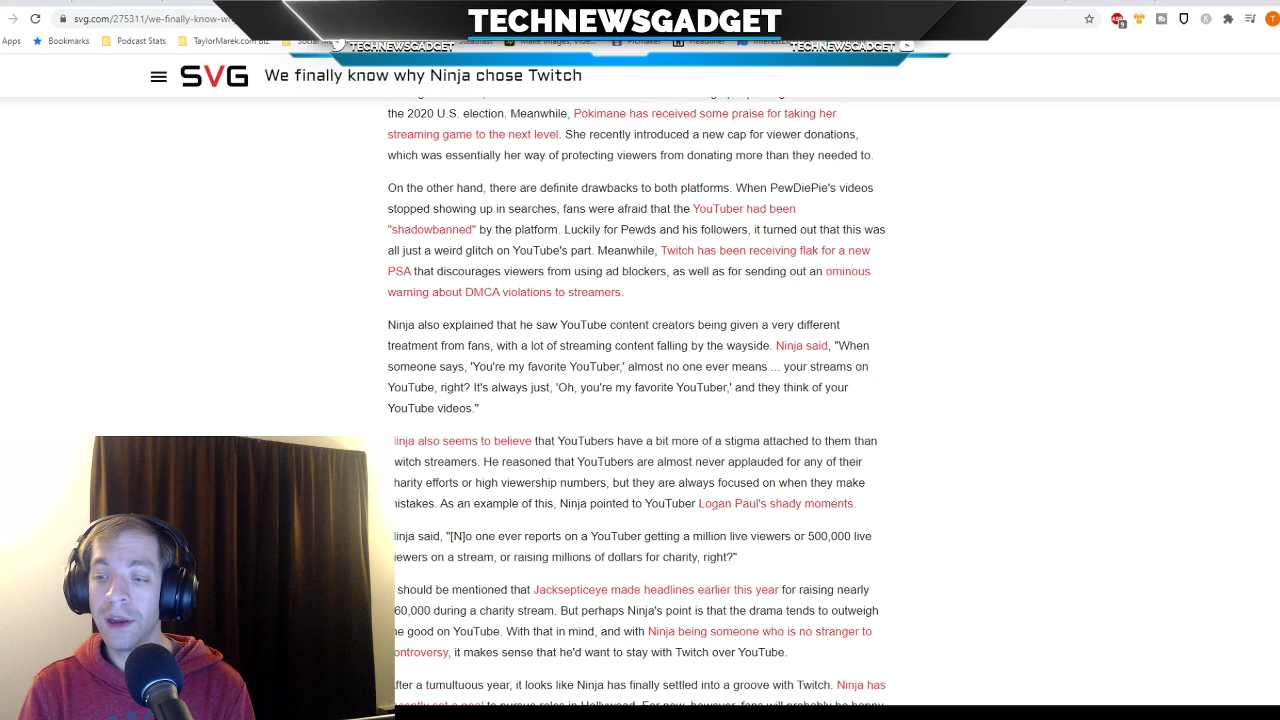 TECHNEWSGADGET
svg.com/275311/we-finally-know-wh
9
T
Apps
Bookmarks
Podcast Stats
TaylorMarek.com Biz
TECHNEWSGADGET
TECHNEWSGADGET
SVG
We finally know why Ninja chose Twitch
the 2020 U.S. election. Meanwhile, Pokimane has received some praise for taking her
streaming game to the next level. She recently introduced a new cap for viewer donations,
which was essentially her way of protecting viewers from donating more than they needed to.
On the other hand, there are definite drawbacks to both platforms. When PewDiePie's videos
stopped showing up in searches, fans were afraid that the YouTuber had been
"shadowbanned" by the platform. Luckily for Pewds and his followers, it turned out that this was
all just a weird glitch on YouTube's part. Meanwhile, Twitch has been receiving flak for a new
PSA that discourages viewers from using ad blockers, as well as for sending out an ominous
warning about DMCA violations to streamers.
Ninja also explained that he saw YouTube content creators being given a very different
treatment from fans, with a lot of streaming content falling by the wayside. Ninja said, "When
someone says, 'You're my favorite YouTuber,' almost no one ever means ... your streams on
YouTube, right? It's always just, 'Oh, you're my favorite YouTuber,' and they think of your
YouTube videos."
inja also seems to believe that YouTubers have a bit more of a stigma attached to them than
witch streamers. He reasoned that YouTubers are almost never applauded for any of their
harity efforts or high viewership numbers, but they are always focused on when they make
istakes. As an example of this, Ninja pointed to YouTuber Logan Paul's shady moments.
inja said, "[N]o one ever reports on a YouTuber getting a million live viewers or 500,000 live
iewers on a stream, or raising millions of dollars for charity, right?"
should be mentioned that Jacksepticeye made headlines earlier this year for raising nearly
60,000 during a charity stream. But perhaps Ninja's point is that the drama tends to outweigh
he good on YouTube. With that in mind, and with Ninja being someone who is no stranger to
ontroversy, it makes sense that he'd want to stay with Twitch over YouTube.
fter a tumultuous year, it looks like Ninja has finally settled into a groove with Twitch. Ninja has